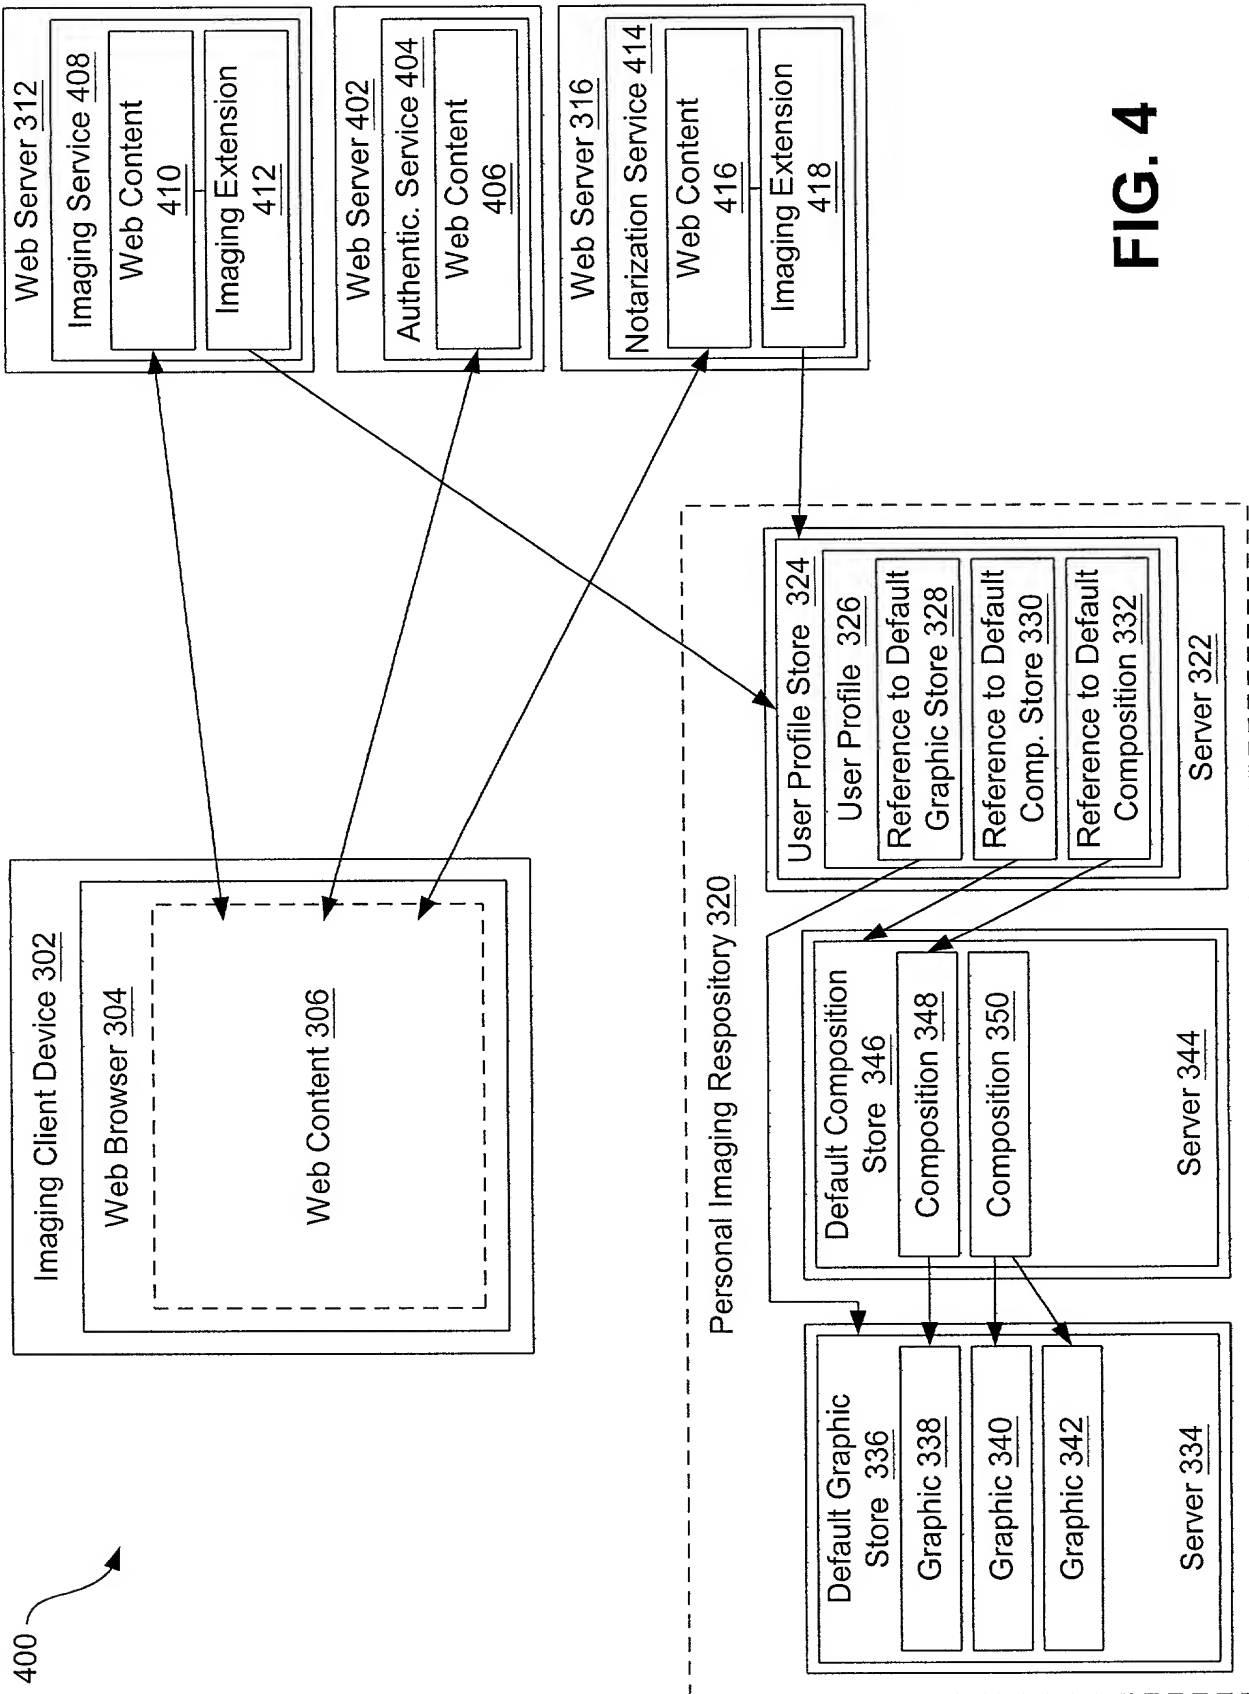 400
Imaging Client Device 302
Web Browser 304
Web Content 306
Web Server 312
Imaging Service 408
Web Content
410
Imaging Extension
412
Web Server 402
Authentic. Service 404
Web Content
406
Web Server 316
Notarization Service 414
Web Content
416
Imaging Extension
418
Personal Imaging Respository 320
Default Graphic
Store 336
Graphic 338
Graphic 340
Graphic 342
Server 334
Default Composition
Store 346
Composition 348
Composition 350
Server 344
User Profile Store 324
User Profile 326
Reference to Default
Graphic Store 328
Reference to Default
Comp. Store 330
Reference to Default
Composition 332
Server 322
FIG. 4